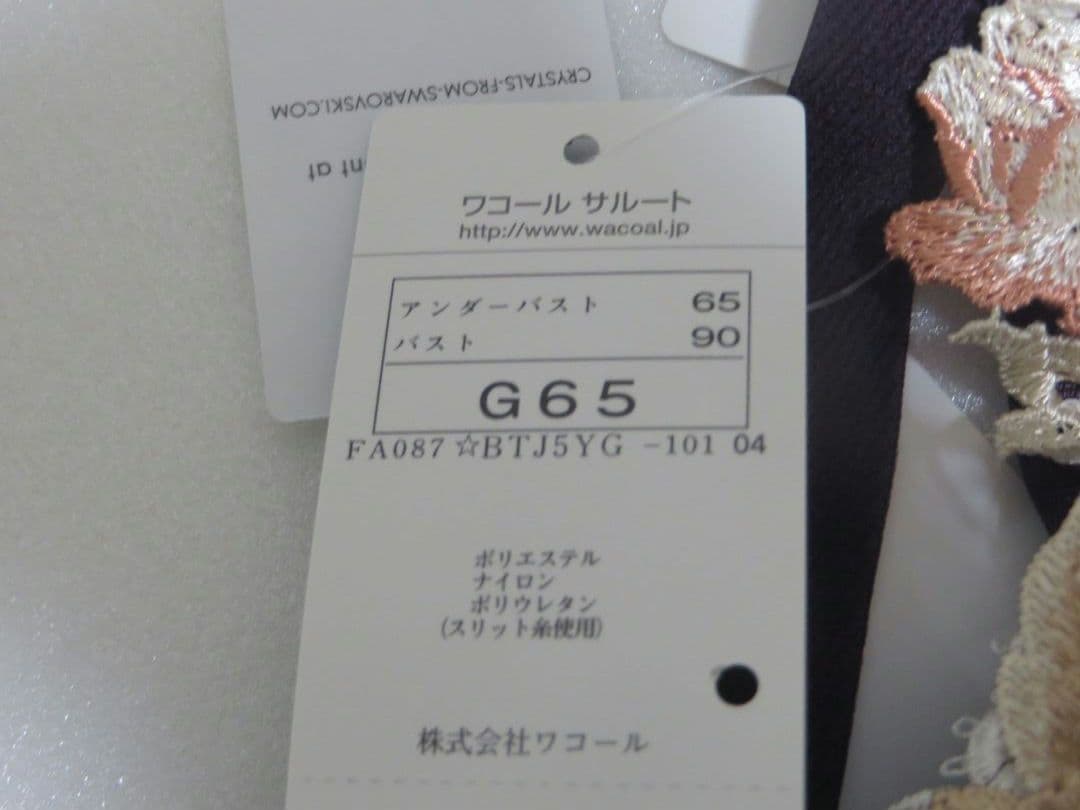 CRYSTALS-FROM-SWAROVSKI.COM
nt at
ワコール サルート
http://www.wacoal.jp
アンダーバスト 65
バスト 90
G65
FA087 ☆BTJ5YG -101 04
ポリエステル
ナイロン
ポリウレタン
(スリット糸使用)
株式会社ワコール